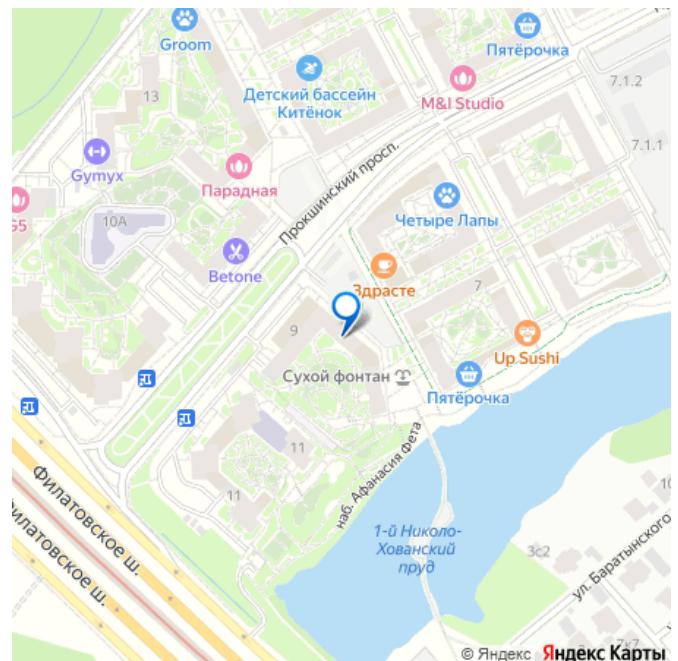 Groom
Пятёрочка
Детский бассейн
Китёнок
7.1.2
M&I Studio
13
7.1.1
Gymyx
Прокшинский просп.
Парадная
G5
10А
Четыре Лапы
Betone
Здрасте
7
9
Up Sushi
Сухой фонтан
Пятёрочка
11
11
наб. Афанасия Фета
Филатовское ш.
Филатовское ш.
1-й Николо-
Хованский
пруд
3с2
ул. Баратынского
7к7
© Яндекс Яндекс Карты